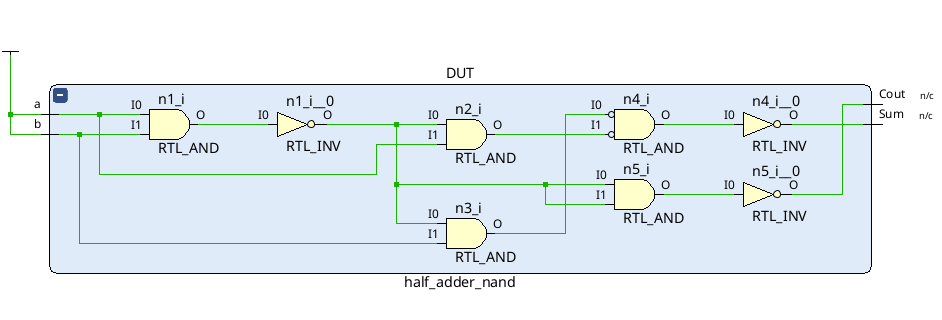 DUT
a
b
I0
I1
n1_i
O
RTL_AND
I0
n1_i__0
O
RTL_INV
I0
I1
n2_i
O
RTL_AND
I0
I1
n3_i
O
RTL_AND
I0
I1
n4_i
O
RTL_AND
I0
n4_i__0
O
RTL_INV
I0
I1
n5_i
O
RTL_AND
I0
n5_i__0
O
RTL_INV
Cout n/c
Sum n/c
half_adder_nand